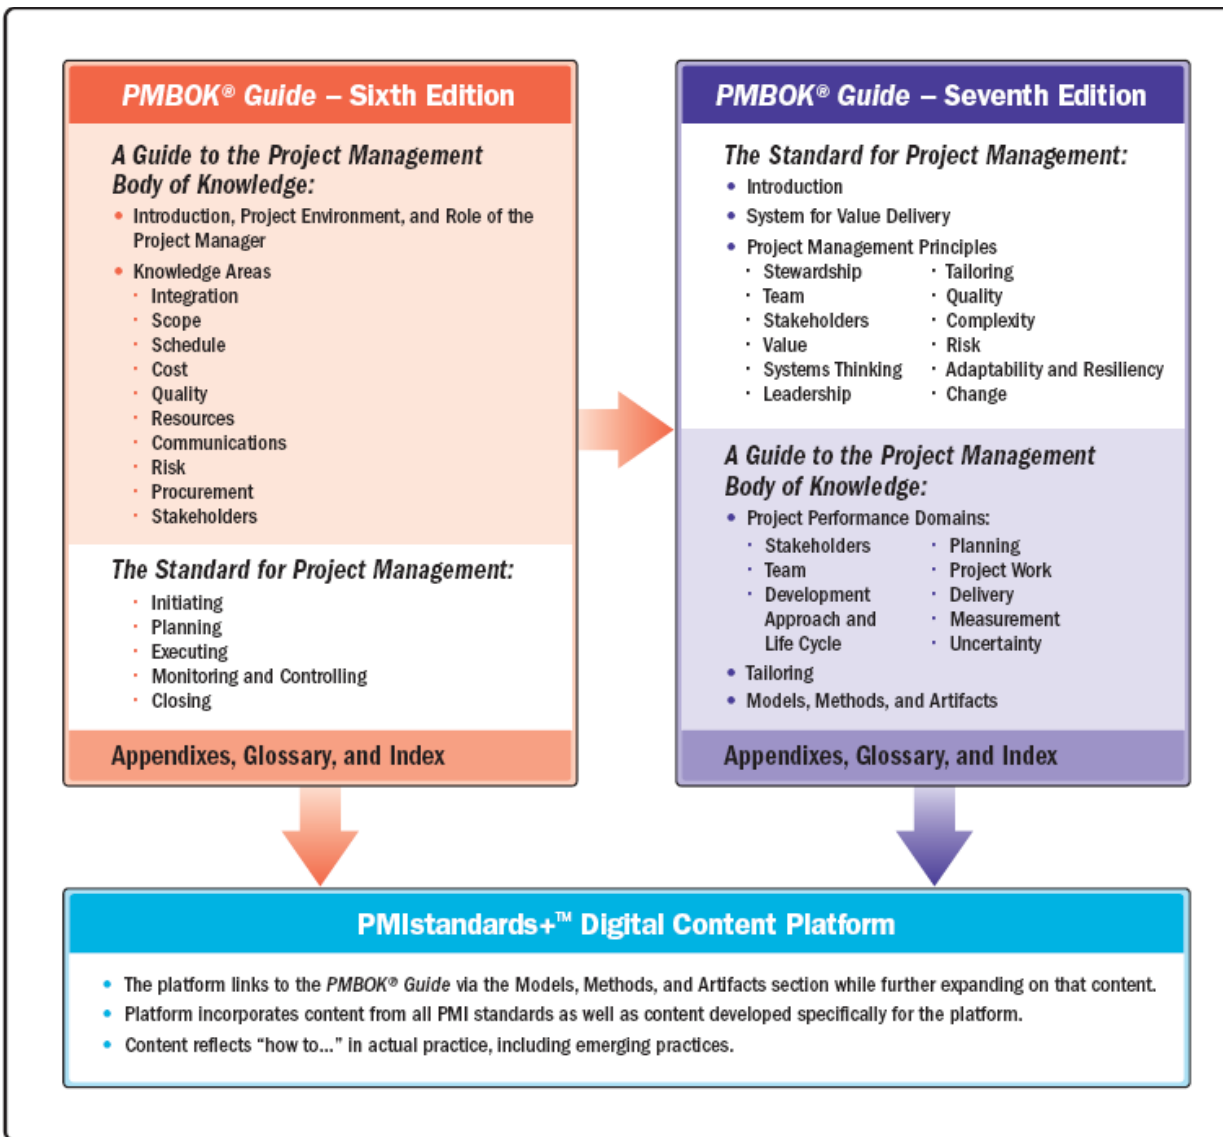 PMBOK® Guide – Sixth Edition
A Guide to the Project Management
Body of Knowledge:
• Introduction, Project Environment, and Role of the
Project Manager
• Knowledge Areas
· Integration
· Scope
· Schedule
· Cost
· Quality
· Resources
· Communications
· Risk
· Procurement
· Stakeholders
The Standard for Project Management:
· Initiating
· Planning
· Executing
· Monitoring and Controlling
· Closing
Appendixes, Glossary, and Index
PMBOK® Guide – Seventh Edition
The Standard for Project Management:
• Introduction
• System for Value Delivery
• Project Management Principles
· Stewardship
· Team
· Stakeholders
· Value
· Systems Thinking
· Leadership
· Tailoring
· Quality
· Complexity
· Risk
· Adaptability and Resiliency
· Change
A Guide to the Project Management
Body of Knowledge:
• Project Performance Domains:
· Stakeholders
· Team
· Development
Approach and
Life Cycle
· Planning
· Project Work
· Delivery
· Measurement
· Uncertainty
• Tailoring
• Models, Methods, and Artifacts
Appendixes, Glossary, and Index
PMIstandards+™ Digital Content Platform
• The platform links to the PMBOK® Guide via the Models, Methods, and Artifacts section while further expanding on that content.
• Platform incorporates content from all PMI standards as well as content developed specifically for the platform.
• Content reflects “how to...” in actual practice, including emerging practices.